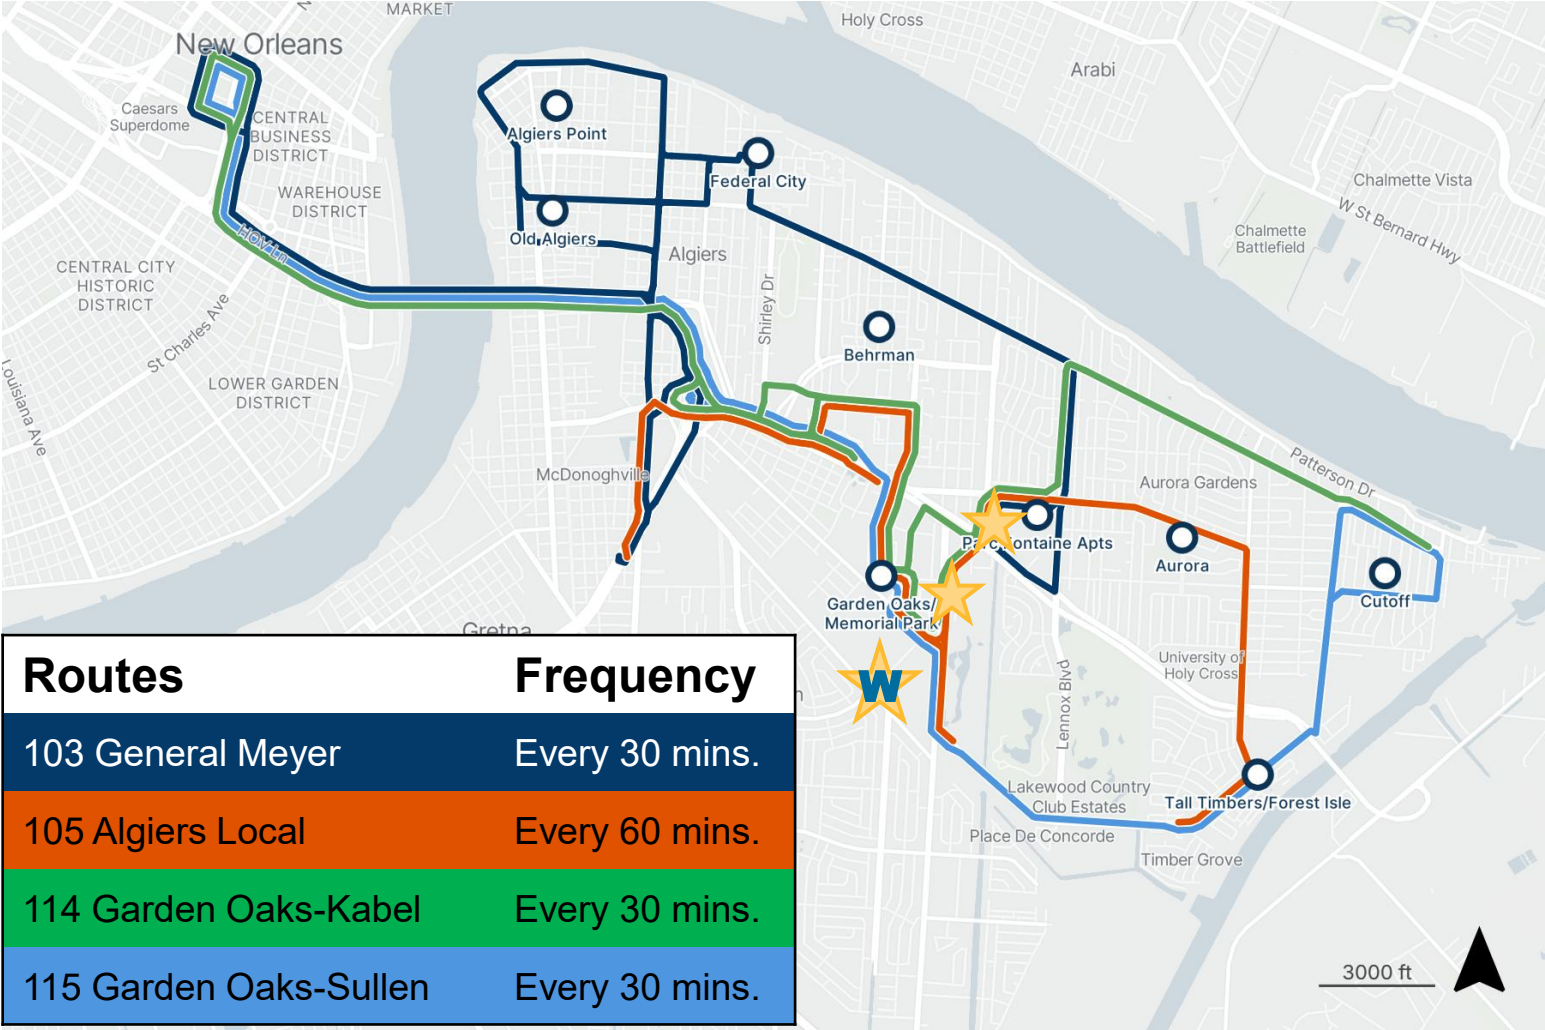 MARKET
New Orleans
Holy Cross
Arabi
Caesars
Superdome
CENTRAL
BUSINESS
DISTRICT
Algiers Point
Federal City
WAREHOUSE
DISTRICT
Chalmette Vista
W St Bernard Hwy
HOV Ln
Old Algiers
Algiers
Chalmette
Battlefield
CENTRAL CITY
HISTORIC
DISTRICT
St Charles Ave
Shirley Dr
Behrman
Louisiana Ave
LOWER GARDEN
DISTRICT
McDonoghville
Patterson Dr
Aurora Gardens
Parc Fontaine Apts
Aurora
Cutoff
Garden Oaks/
Memorial Park
Gretna
University of
Holy Cross
Lennox Blvd
W
Lakewood Country
Club Estates
Tall Timbers/Forest Isle
Place De Concorde
Timber Grove
3000 ft
Routes Frequency
103 General Meyer Every 30 mins.
105 Algiers Local Every 60 mins.
114 Garden Oaks-Kabel Every 30 mins.
115 Garden Oaks-Sullen Every 30 mins.